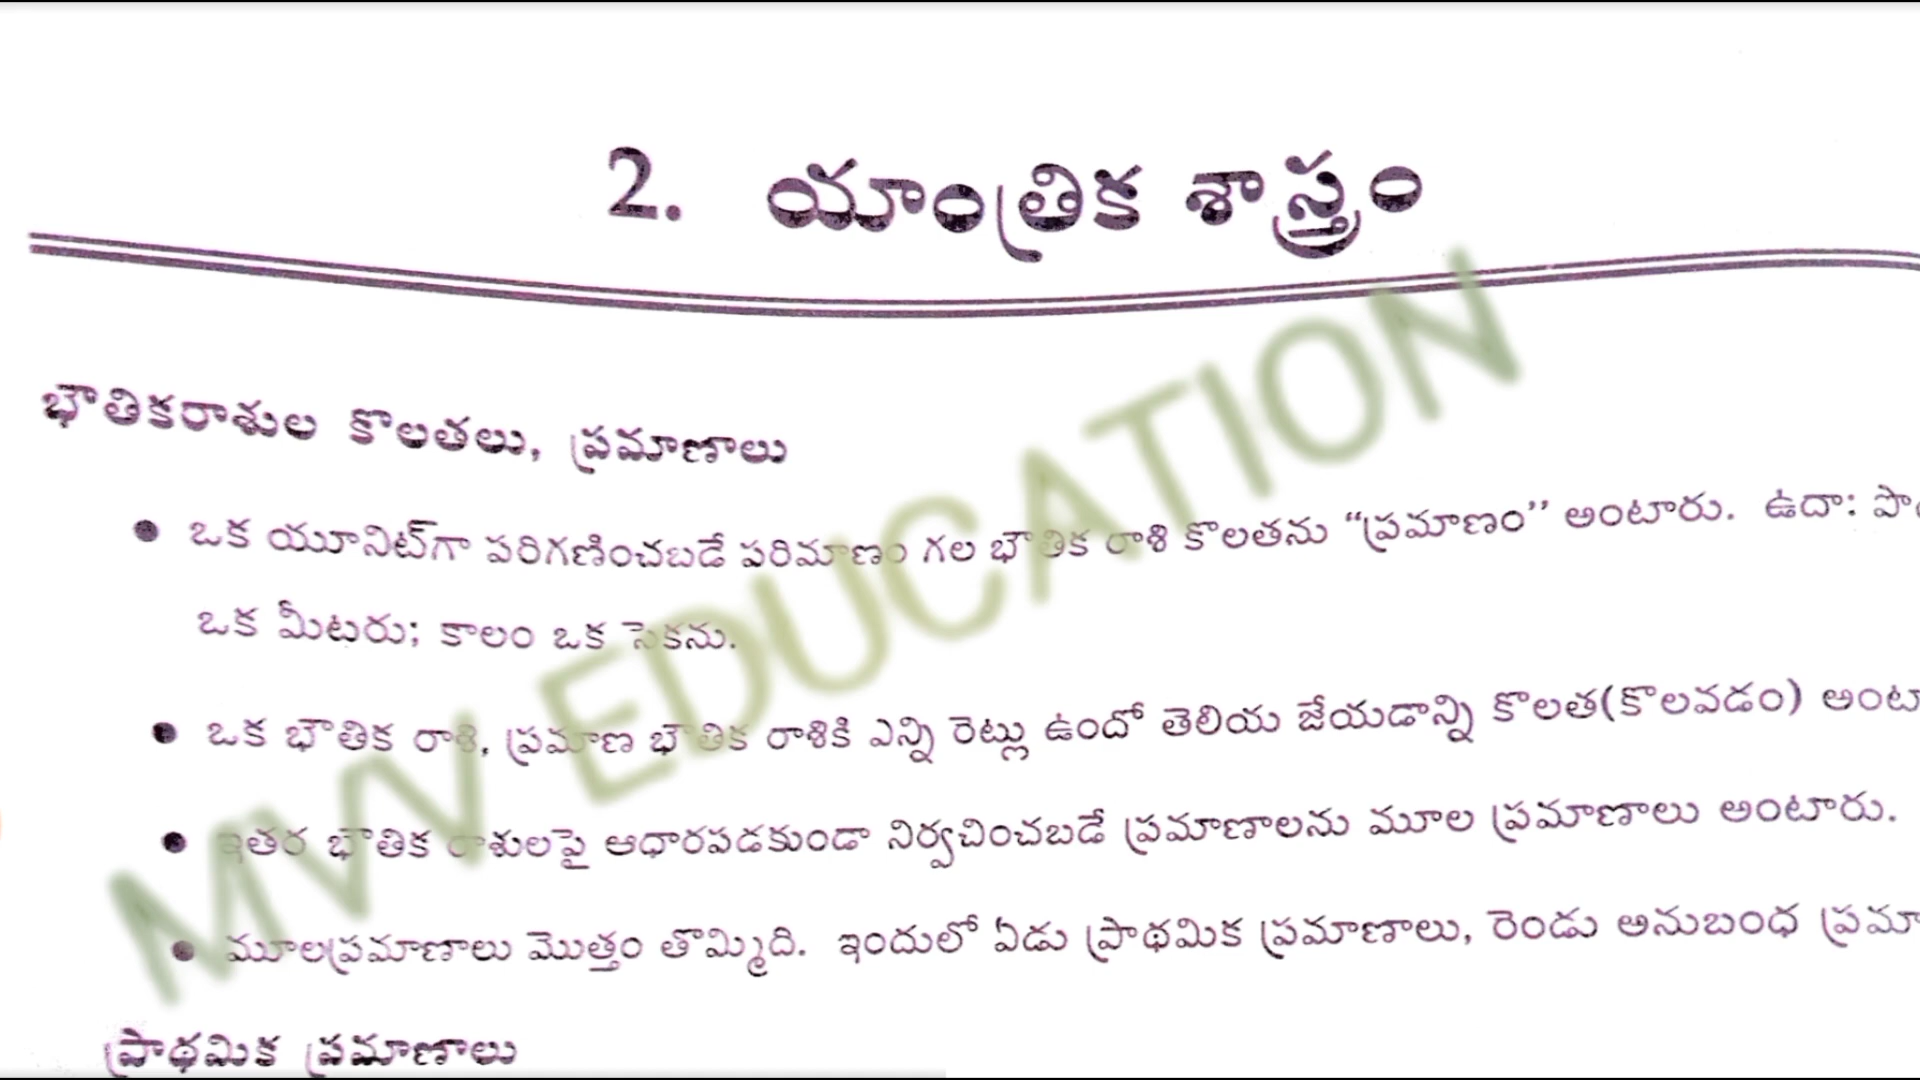 2. యాంత్రిక శాస్త్రం
భౌతికరాశుల కొలతలు, ప్రమాణాలు
• ఒక యూనిట్‌గా పరిగణించబడే పరిమాణం గల భౌతిక రాశి కొలతను “ప్రమాణం’’ అంటారు. ఉదా:
ఒక మీటరు; కాలం ఒక సెకను.
• ఒక భౌతిక రాశి, ప్రమాణ భౌతిక రాశికి ఎన్ని రెట్లు ఉందో తెలియ జేయడాన్ని కొలత(కొలవడం)
• ఇతర భౌతిక రాశులపై ఆధారపడకుండా నిర్వచించబడే ప్రమాణాలను మూల ప్రమాణాలు అంటారు.
• మూలప్రమాణాలు మొత్తం తొమ్మిది. ఇందులో ఏడు ప్రాథమిక ప్రమాణాలు, రెండు అనుబంధ
ప్రాథమిక ప్రమాణాలు
MVV EDUCATION